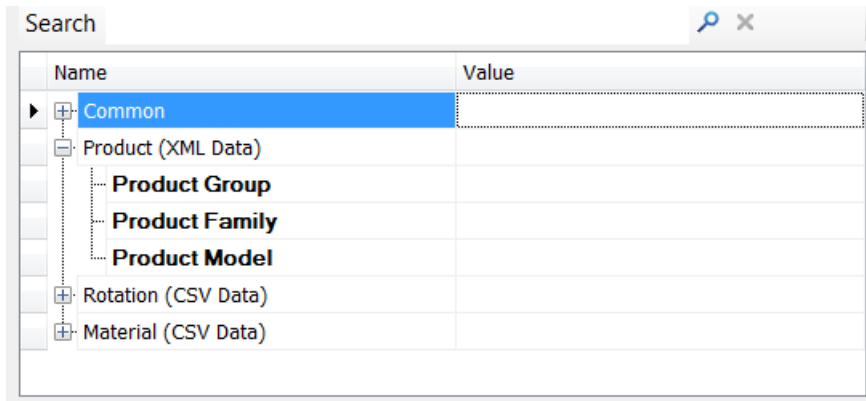 Search
Name Value
Common
Product (XML Data)
Product Group
Product Family
Product Model
Rotation (CSV Data)
Material (CSV Data)